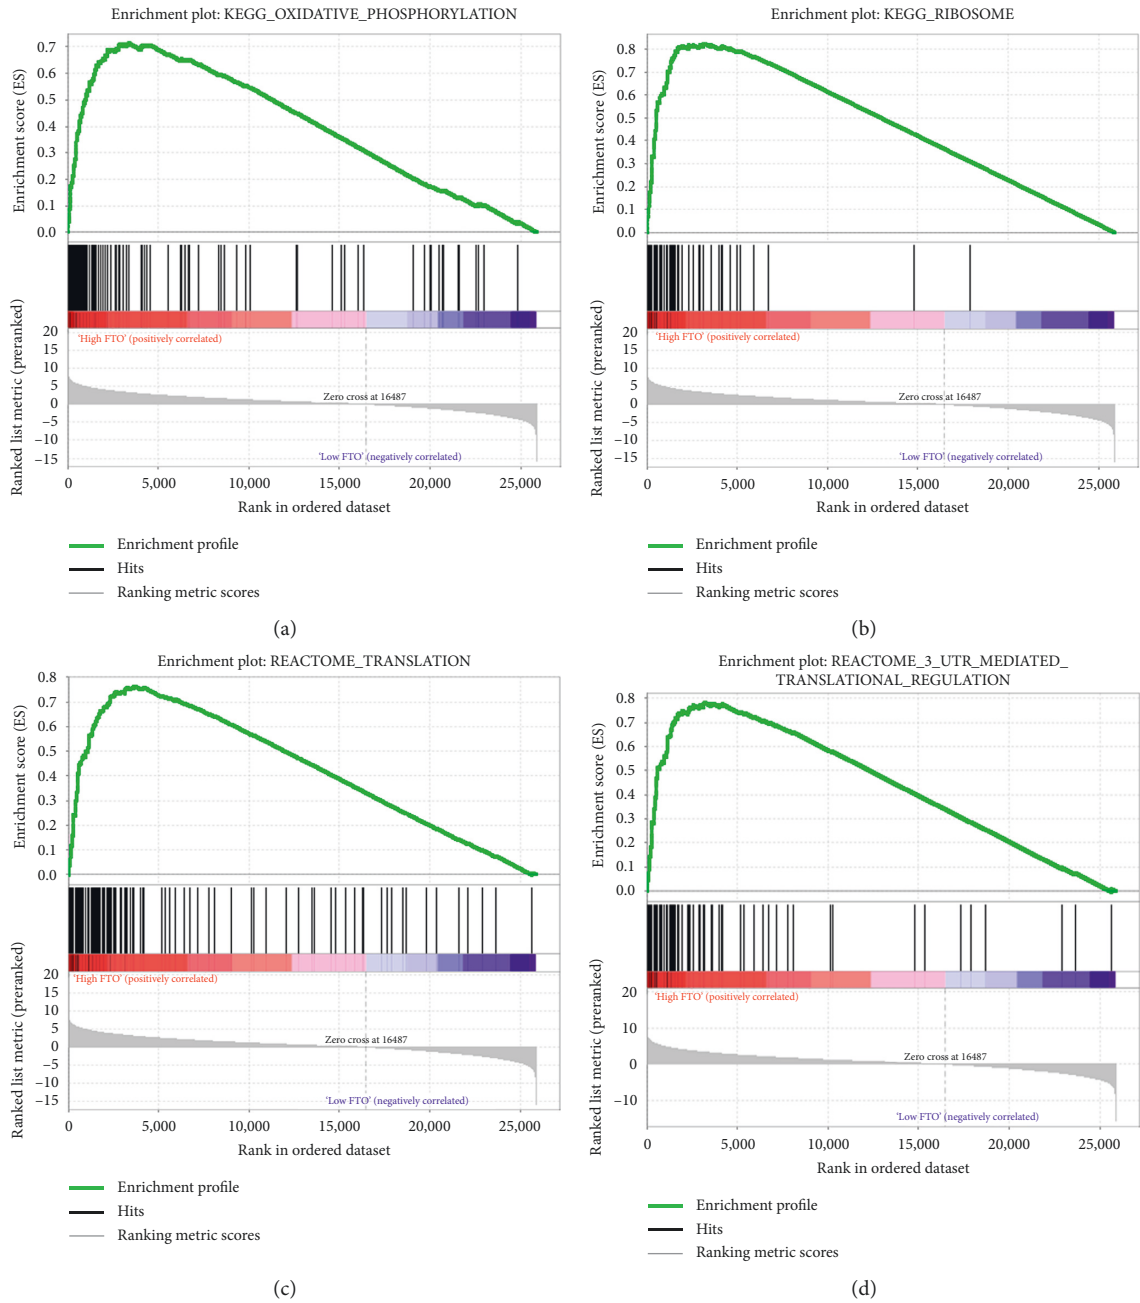 Enrichment plot: KEGG_OXIDATIVE_PHOSPHORYLATION
Enrichment score (ES)
0.7
0.6
0.5
0.4
0.3
0.2
0.1
0.0
Ranked list metric (preranked)
20
15
10
5
0
−5
−10
−15
'High FTO' (positively correlated)
Zero cross at 16487
'Low FTO' (negatively correlated)
0 5,000 10,000 15,000 20,000 25,000
Rank in ordered dataset
Enrichment profile
Hits
Ranking metric scores
(a)
Enrichment plot: KEGG_RIBOSOME
Enrichment score (ES)
0.8
0.7
0.6
0.5
0.4
0.3
0.2
0.1
0.0
Ranked list metric (preranked)
20
15
10
5
0
−5
−10
−15
'High FTO' (positively correlated)
Zero cross at 16487
'Low FTO' (negatively correlated)
0 5,000 10,000 15,000 20,000 25,000
Rank in ordered dataset
Enrichment profile
Hits
Ranking metric scores
(b)
Enrichment plot: REACTOME_TRANSLATION
Enrichment score (ES)
0.8
0.7
0.6
0.5
0.4
0.3
0.2
0.1
0.0
Ranked list metric (preranked)
20
15
10
5
0
−5
−10
−15
'High FTO' (positively correlated)
Zero cross at 16487
'Low FTO' (negatively correlated)
0 5,000 10,000 15,000 20,000 25,000
Rank in ordered dataset
Enrichment profile
Hits
Ranking metric scores
(c)
Enrichment plot: REACTOME_3_UTR_MEDIATED_
TRANSLATIONAL_REGULATION
Enrichment score (ES)
0.8
0.7
0.6
0.5
0.4
0.3
0.2
0.1
0.0
Ranked list metric (preranked)
20
10
0
−10
'High FTO' (positively correlated)
Zero cross at 16487
'Low FTO' (negatively correlated)
0 5,000 10,000 15,000 20,000 25,000
Rank in ordered dataset
Enrichment profile
Hits
Ranking metric scores
(d)